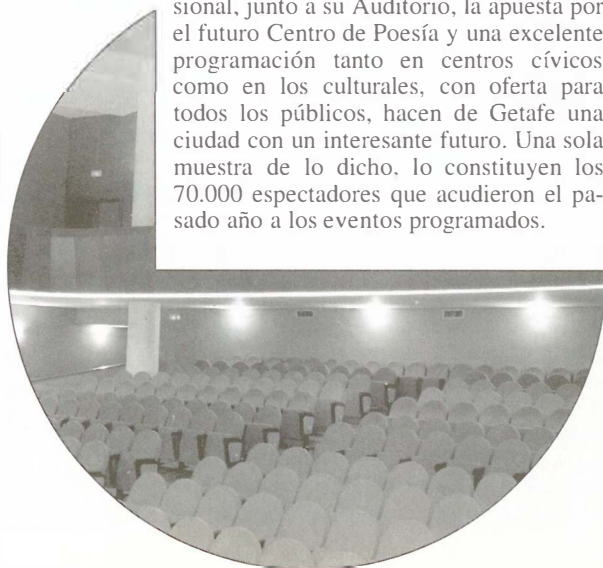 sional, junto a su Auditorio, la apuesta por
el futuro Centro de Poesía y una excelente
programación tanto en centros cívicos
como en los culturales, con oferta para
todos los públicos, hacen de Getafe una
ciudad con un interesante futuro. Una sola
muestra de lo dicho, lo constituyen los
70.000 espectadores que acudieron el pa-
sado año a los eventos programados.